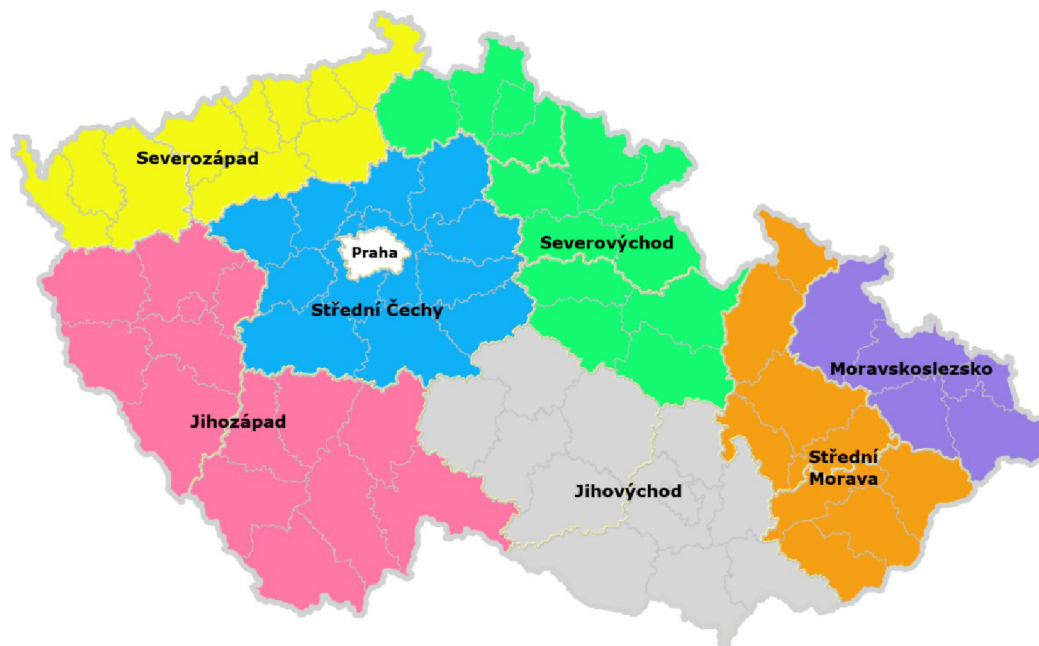 Severozápad
Severovýchod
Praha
Střední Čechy
Moravskoslezsko
Jihozápad
Střední
Morava
Jihovýchod